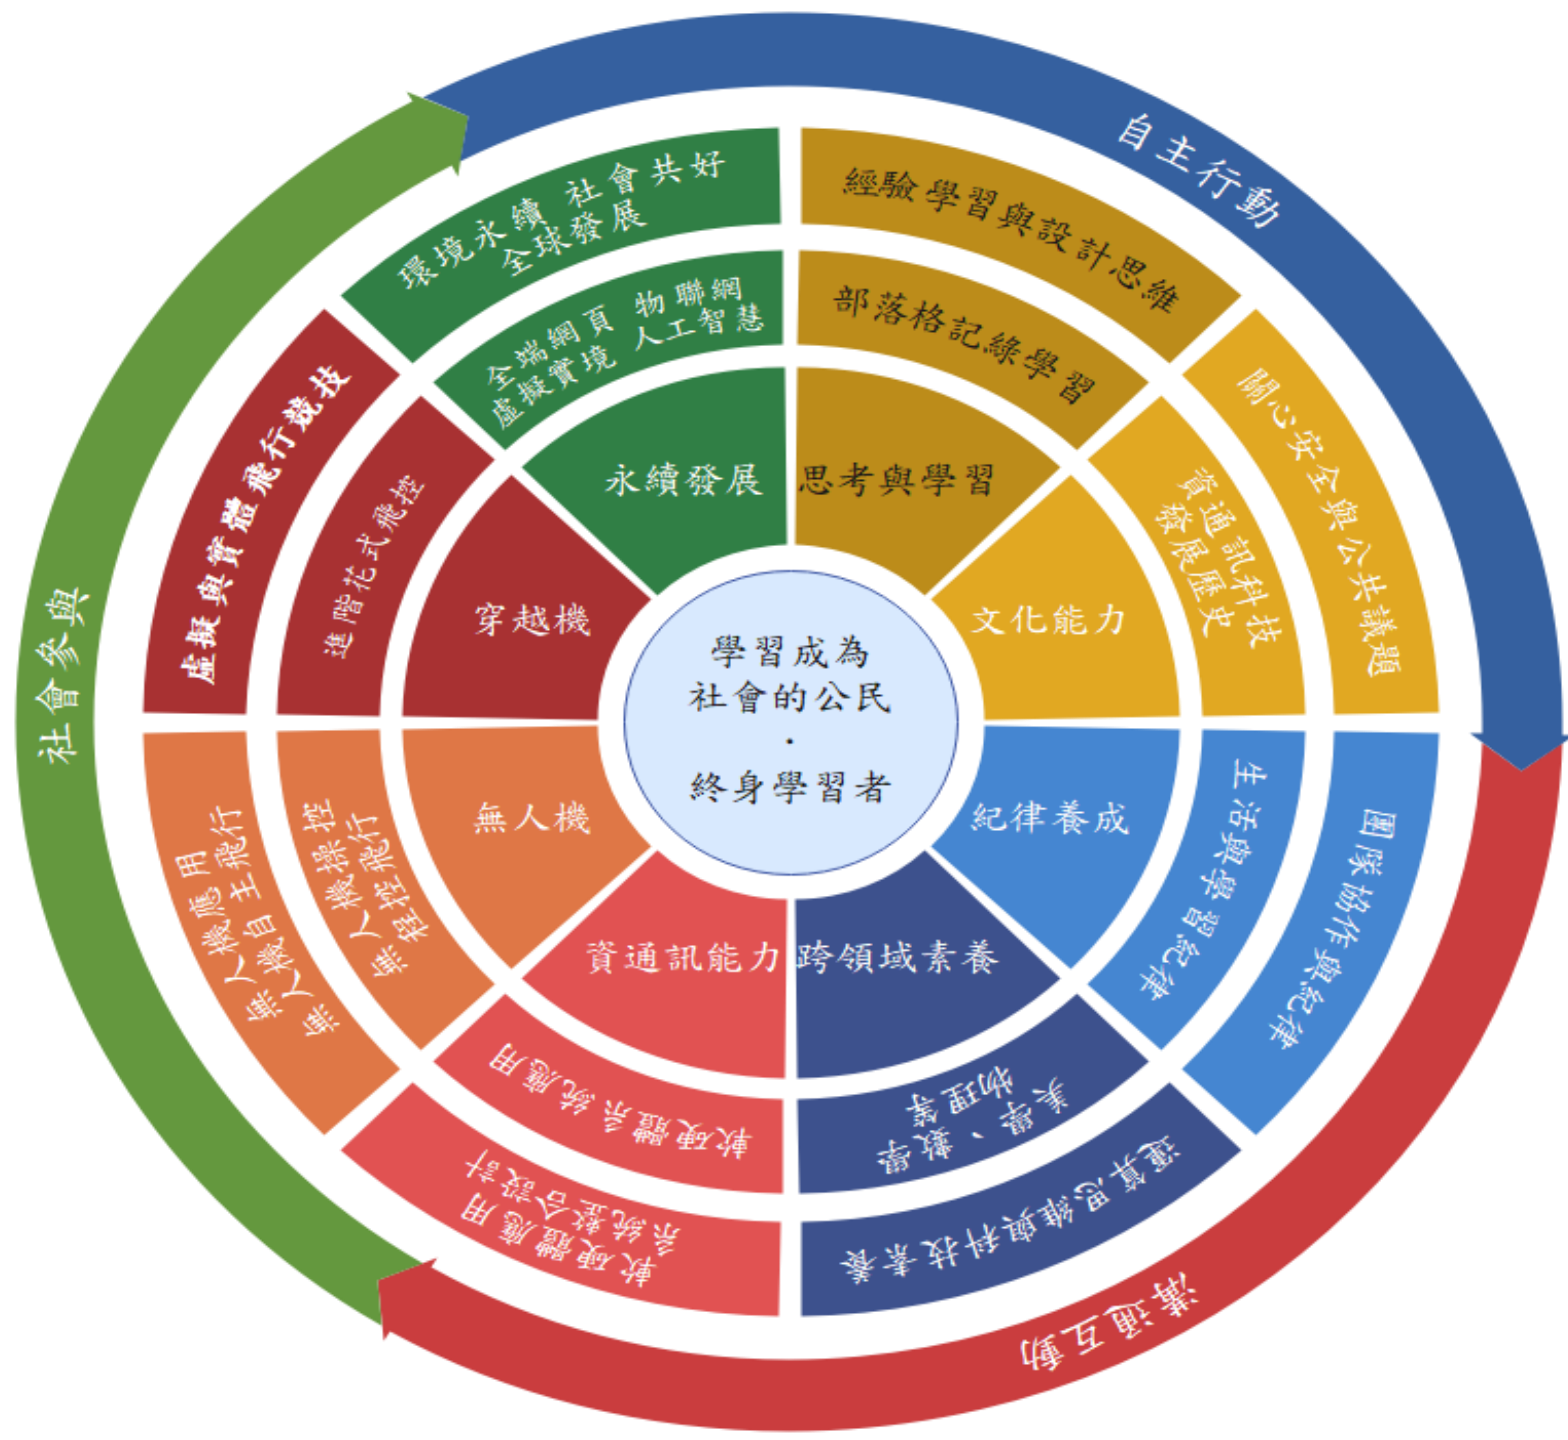 自主行動
溝通互動
社會參與
經驗學習與設計思維
部落格記錄學習
思考與學習
關心安全與公共議題
資通訊科技
發展歷史
文化能力
團隊協作與紀律
生活與學習紀律
紀律養成
運算思維與科技素養
美學、數學
物理等
跨領域素養
軟硬體應用
系統整合設計
軟硬體系統應用
資通訊能力
無人機應用
無人機自主飛行
無人機操控
程控飛行
無人機
虛擬與實體飛行競技
進階花式飛控
穿越機
環境永續 社會共好
全球發展
全端網頁 物聯網
虛擬實境 人工智慧
永續發展
學習成為
社會的公民
·
終身學習者